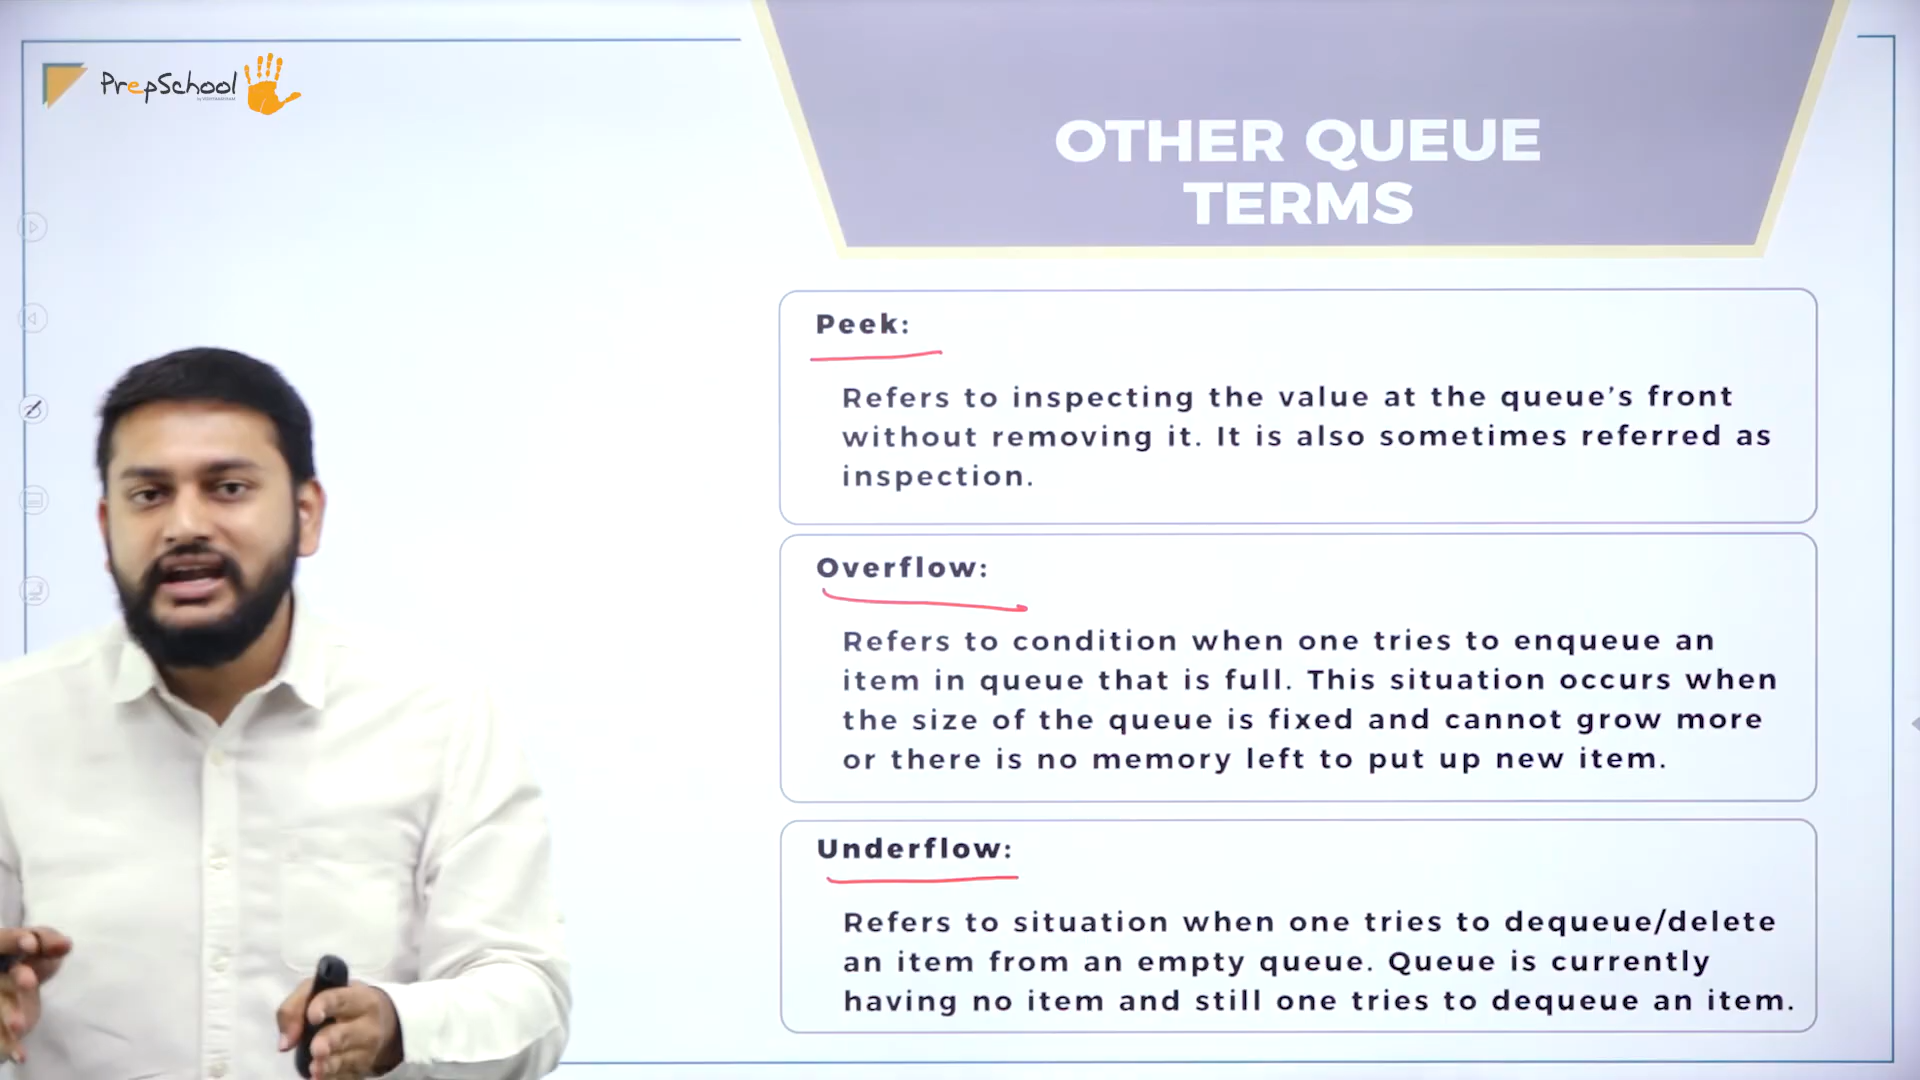 PrepSchool
OTHER QUEUE
TERMS
Peek:
Refers to inspecting the value at the queue's front
without removing it. It is also sometimes referred as
inspection.
Overflow:
Refers to condition when one tries to enqueue an
item in queue that is full. This situation occurs when
the size of the queue is fixed and cannot grow more
or there is no memory left to put up new item.
Underflow:
Refers to situation when one tries to dequeue/delete
an item from an empty queue. Queue is currently
having no item and still one tries to dequeue an item.